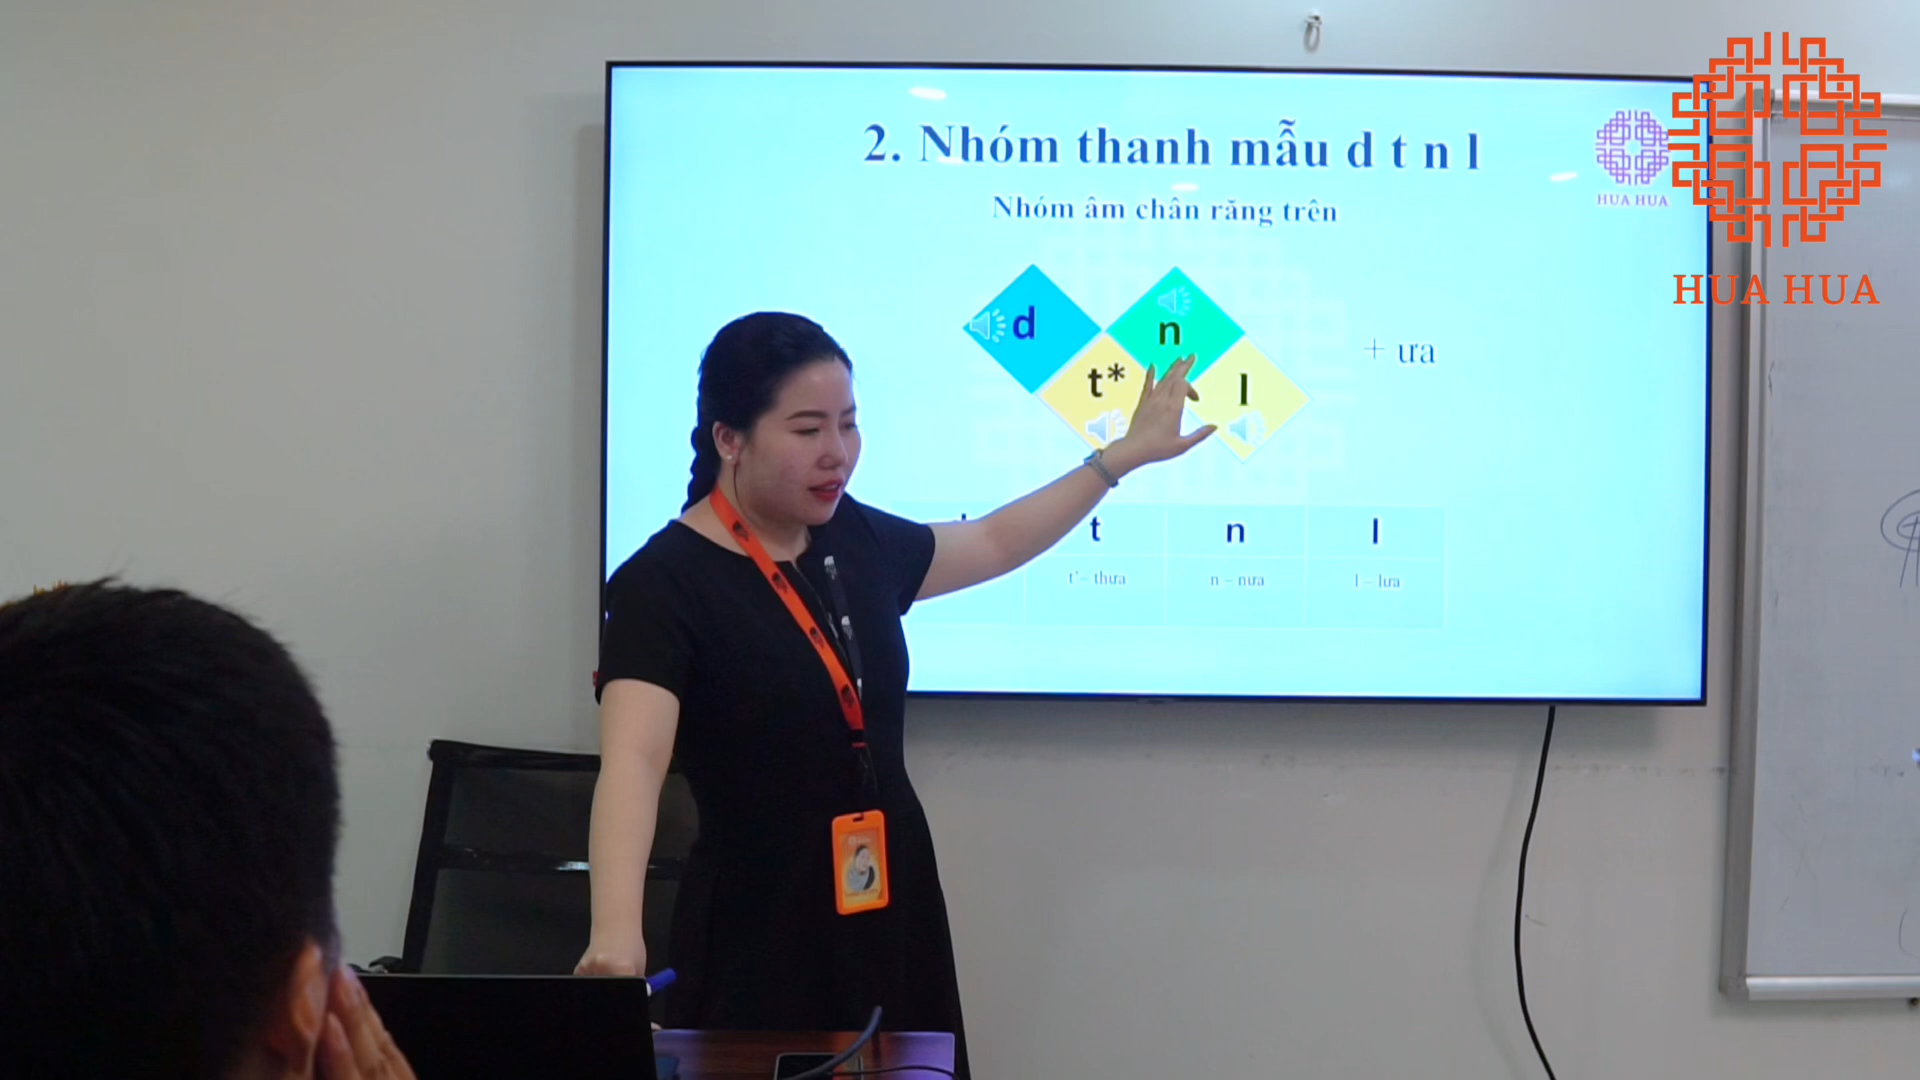 2. Nhóm thanh mẫu d t n l
Nhóm âm chân răng trên
HUA HUA
HUA HUA
d
n
t*
l
+ ưa
t n l
t'– thưa n – nưa l – lưa